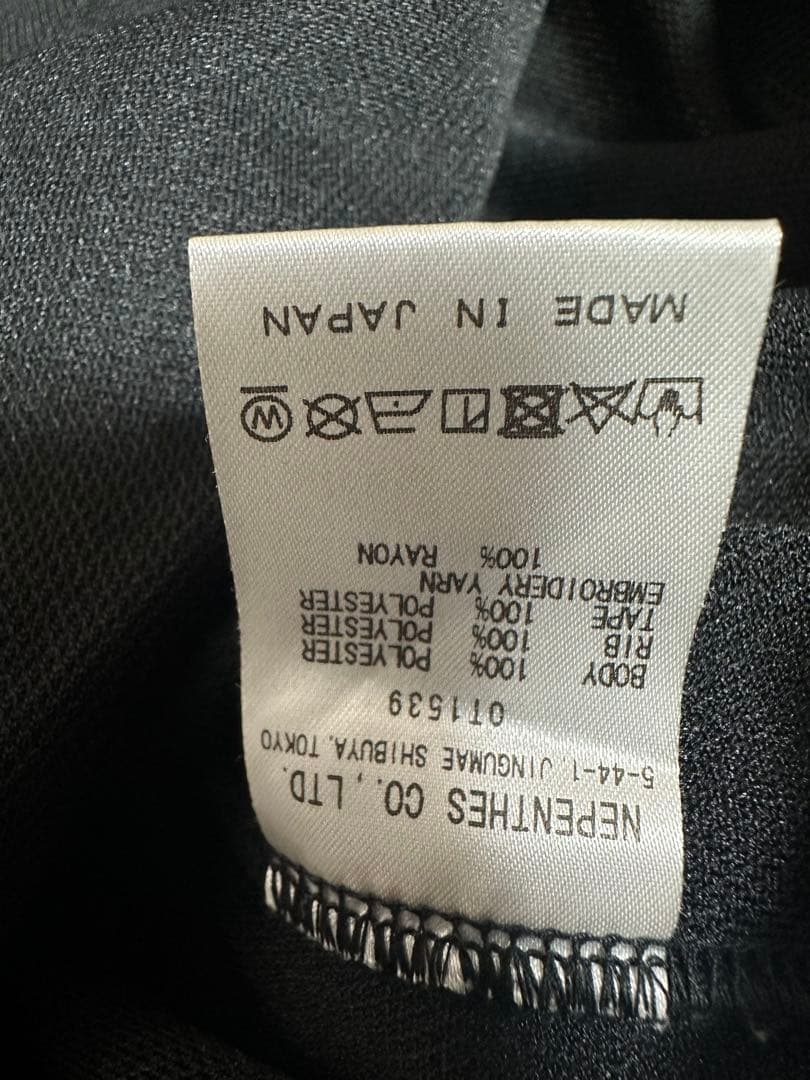 NEPENTHES CO., LTD.
5-44-1, JINGUMAE SHIBUYA, TOKYO
OT1539
BODY 100% POLYESTER
RIB 100% POLYESTER
TAPE 100% POLYESTER
EMBROIDERY YARN
100% RAYON
W
MADE IN JAPAN